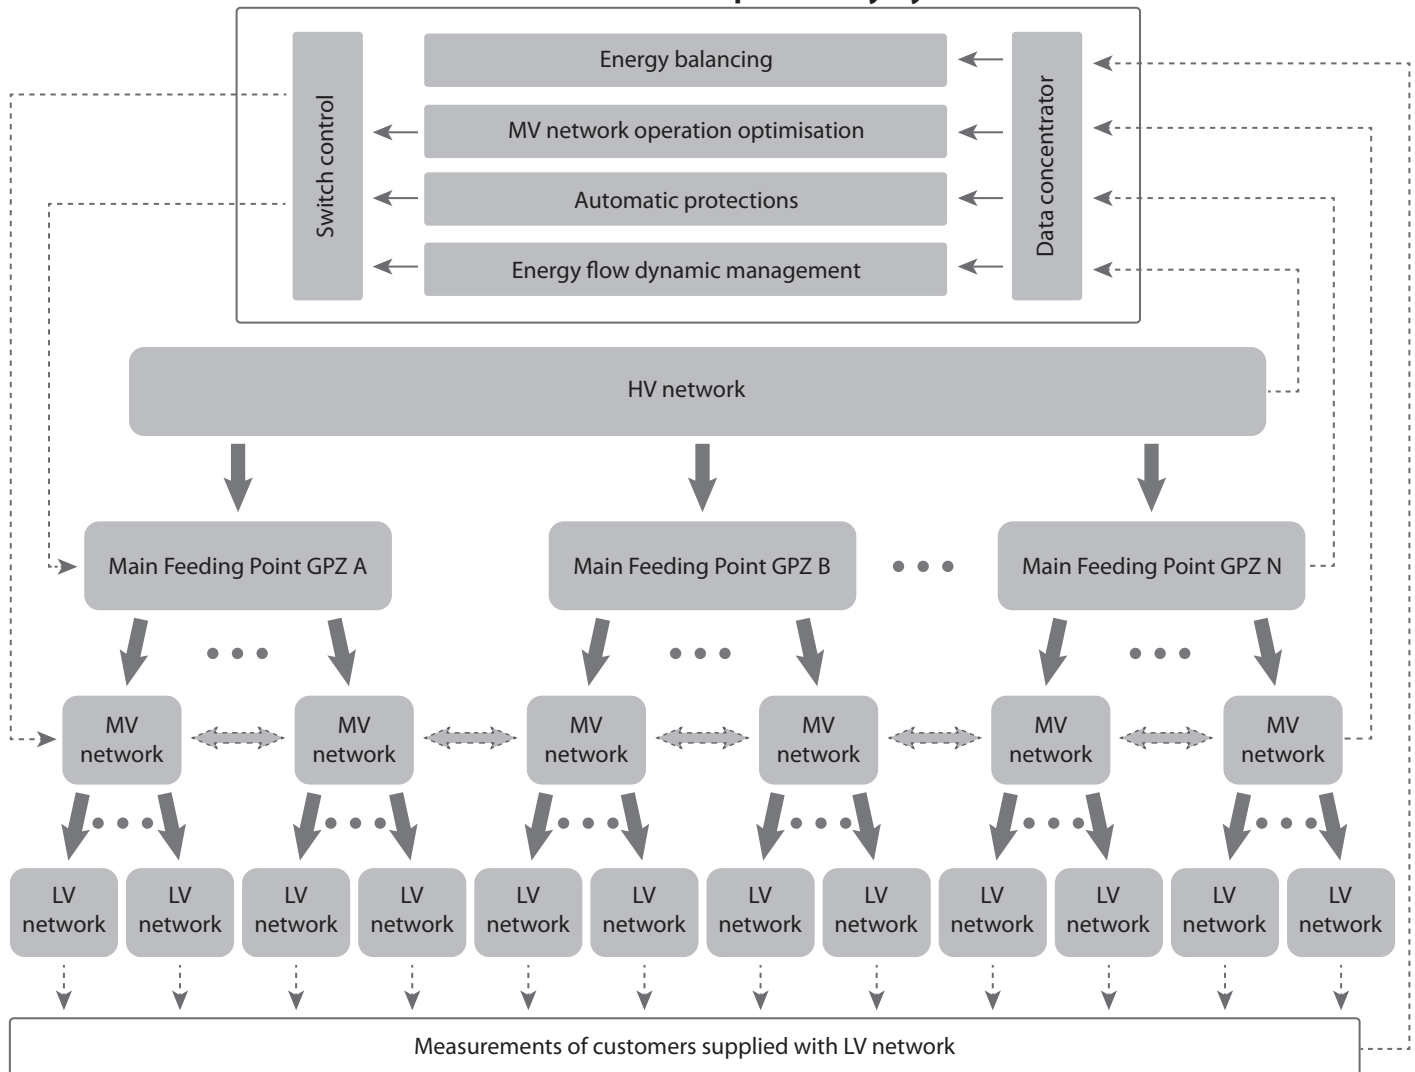 Energy balancing
MV network operation optimisation
Automatic protections
Energy flow dynamic management
Switch control
Data concentrator
HV network
Main Feeding Point GPZ A
Main Feeding Point GPZ B
Main Feeding Point GPZ N
MV
network
MV
network
MV
network
MV
network
MV
network
MV
network
LV
network
LV
network
LV
network
LV
network
LV
network
LV
network
LV
network
LV
network
LV
network
LV
network
LV
network
LV
network
Measurements of customers supplied with LV network